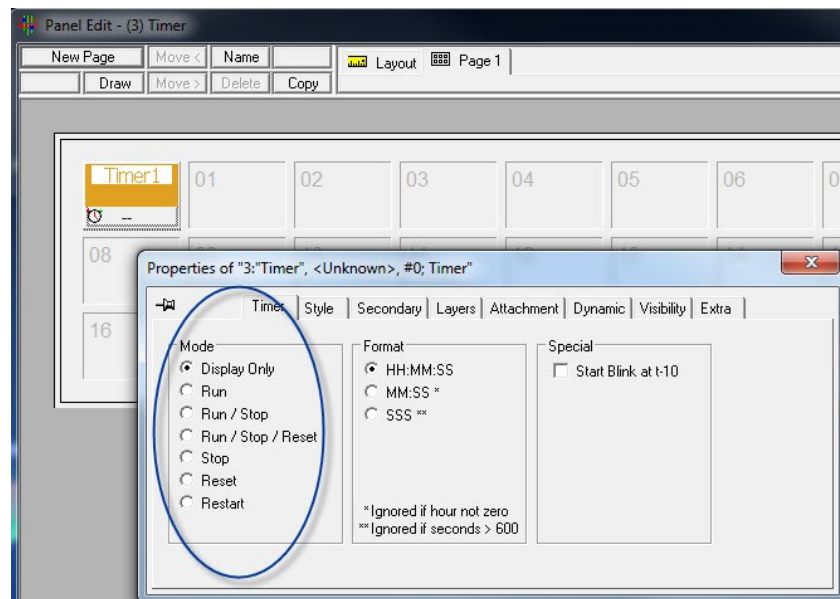 Panel Edit - (3) Timer
New Page Move < Name
Layout Page 1
Draw Move > Delete Copy
Timer1 01 02 03 04 05 06
--
08
Properties of "3:"Timer", <Unknown>, #0; Timer"
Timer Style Secondary Layers Attachment Dynamic Visibility Extra
16
Mode
Display Only
Run
Run / Stop
Run / Stop / Reset
Stop
Reset
Restart
Format
HH:MM:SS
MM:SS *
SSS **
* Ignored if hour not zero
** Ignored if seconds > 600
Special
Start Blink at t-10